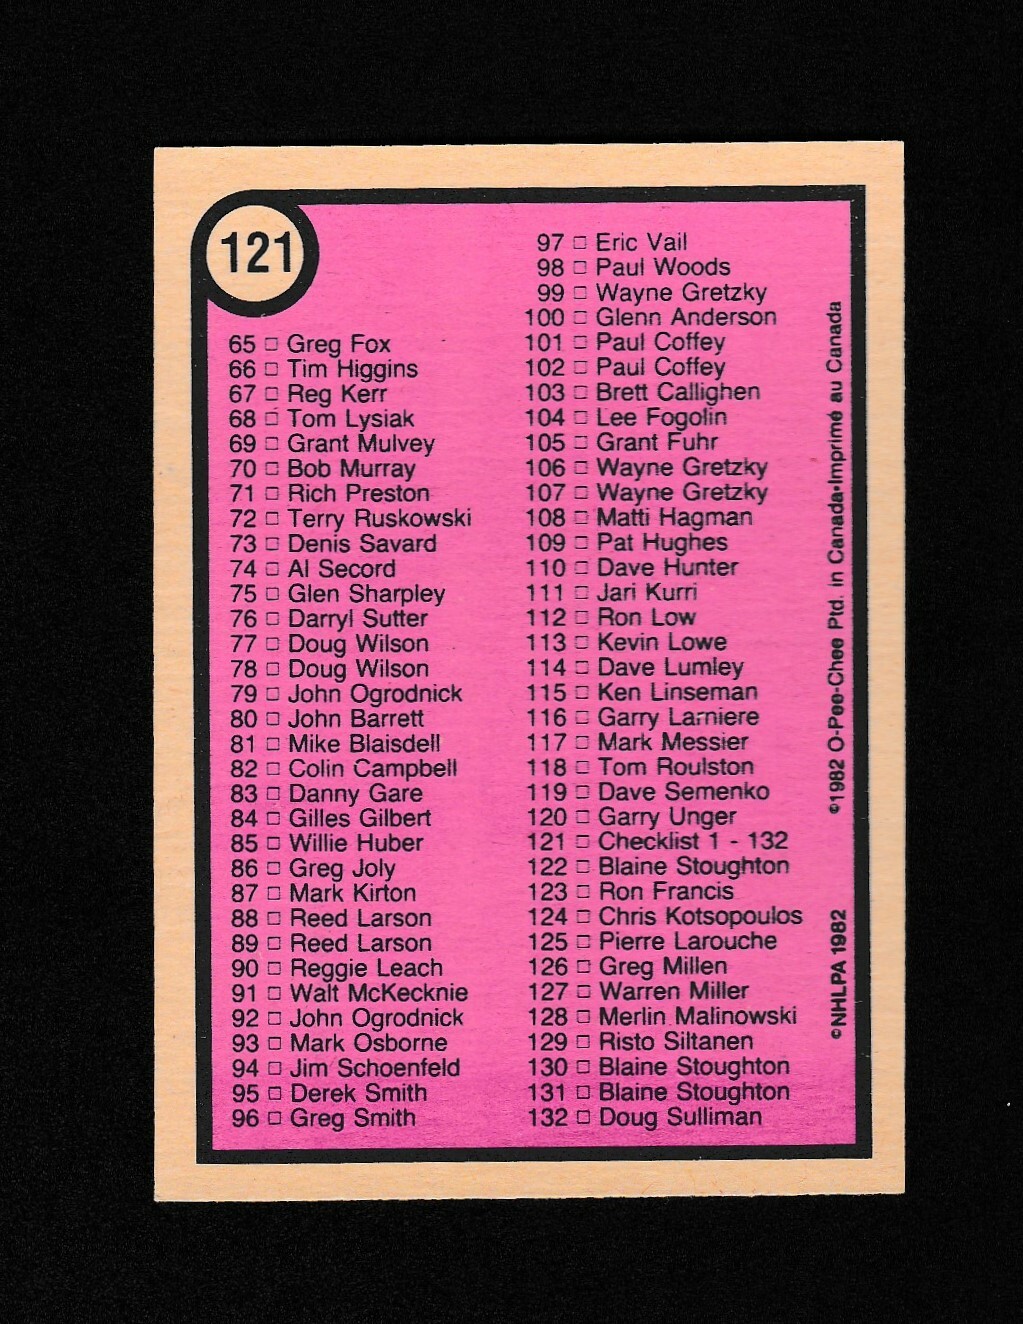 121
65 □ Greg Fox
66 □ Tim Higgins
67 □ Reg Kerr
68 □ Tom Lysiak
69 □ Grant Mulvey
70 □ Bob Murray
71 □ Rich Preston
72 □ Terry Ruskowski
73 □ Denis Savard
74 □ Al Secord
75 □ Glen Sharpley
76 □ Darryl Sutter
77 □ Doug Wilson
78 □ Doug Wilson
79 □ John Ogrodnick
80 □ John Barrett
81 □ Mike Blaisdell
82 □ Colin Campbell
83 □ Danny Gare
84 □ Gilles Gilbert
85 □ Willie Huber
86 □ Greg Joly
87 □ Mark Kirton
88 □ Reed Larson
89 □ Reed Larson
90 □ Reggie Leach
91 □ Walt McKecknie
92 □ John Ogrodnick
93 □ Mark Osborne
94 □ Jim Schoenfeld
95 □ Derek Smith
96 □ Greg Smith
97 □ Eric Vail
98 □ Paul Woods
99 □ Wayne Gretzky
100 □ Glenn Anderson
101 □ Paul Coffey
102 □ Paul Coffey
103 □ Brett Callighen
104 □ Lee Fogolin
105 □ Grant Fuhr
106 □ Wayne Gretzky
107 □ Wayne Gretzky
108 □ Matti Hagman
109 □ Pat Hughes
110 □ Dave Hunter
111 □ Jari Kurri
112 □ Ron Low
113 □ Kevin Lowe
114 □ Dave Lumley
115 □ Ken Linseman
116 □ Garry Larniere
117 □ Mark Messier
118 □ Tom Roulston
119 □ Dave Semenko
120 □ Garry Unger
121 □ Checklist 1 - 132
122 □ Blaine Stoughton
123 □ Ron Francis
124 □ Chris Kotsopoulos
125 □ Pierre Larouche
126 □ Greg Millen
127 □ Warren Miller
128 □ Merlin Malinowski
129 □ Risto Siltanen
130 □ Blaine Stoughton
131 □ Blaine Stoughton
132 □ Doug Sulliman
©NHLPA 1982 ©1982 O-Pee-Chee Ptd. in Canada•Imprimé au Canada